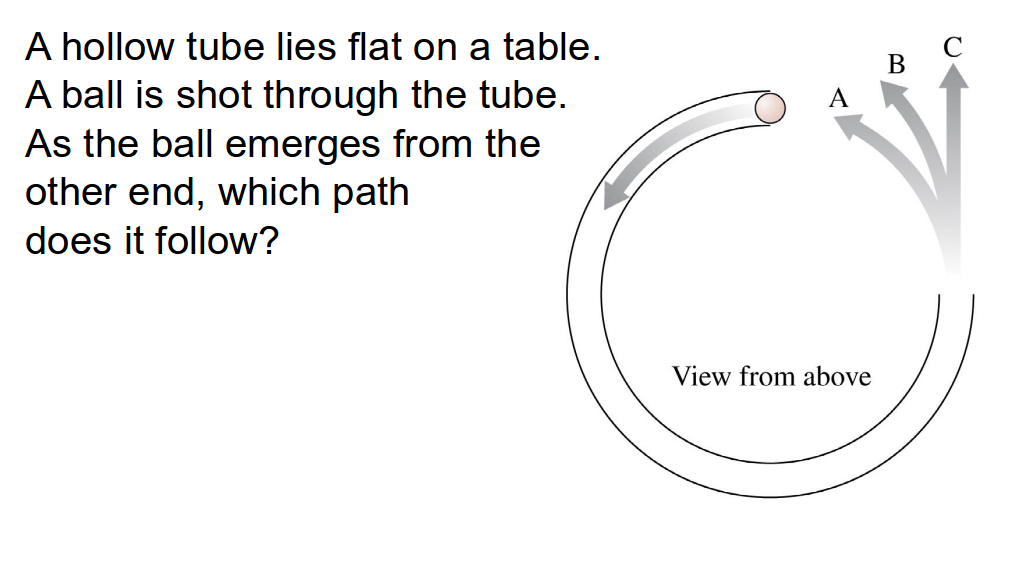 A hollow tube lies flat on a table.
A ball is shot through the tube.
As the ball emerges from the
other end, which path
does it follow?
A
B
C
View from above